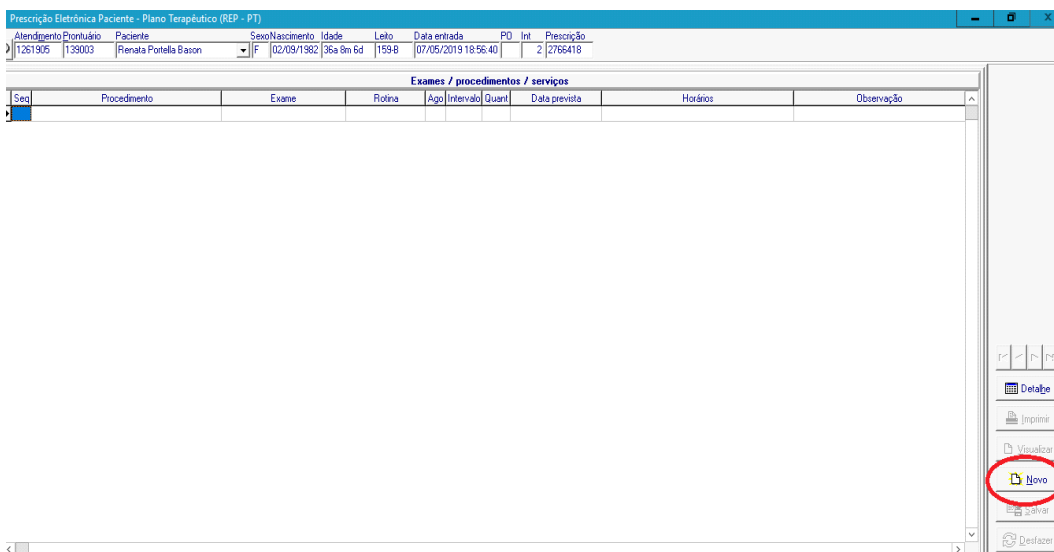 Prescrição Eletrônica Paciente - Plano Terapêutico (REP - PT)
Atendimento Prontuário Paciente Sexo Nascimento Idade Leito Data entrada PO Int Prescrição
1261905 139003 Renata Portella Bason F 02/09/1982 36a 8m 6d 159-B 07/05/2019 18:56:40 2 2766418
Exames / procedimentos / serviços
Seq Procedimento Exame Rotina Ago Intervalo Quant Data prevista Horários Observação
Detalhe
Imprimir
Visualizar
Novo
Salvar
Desfazer